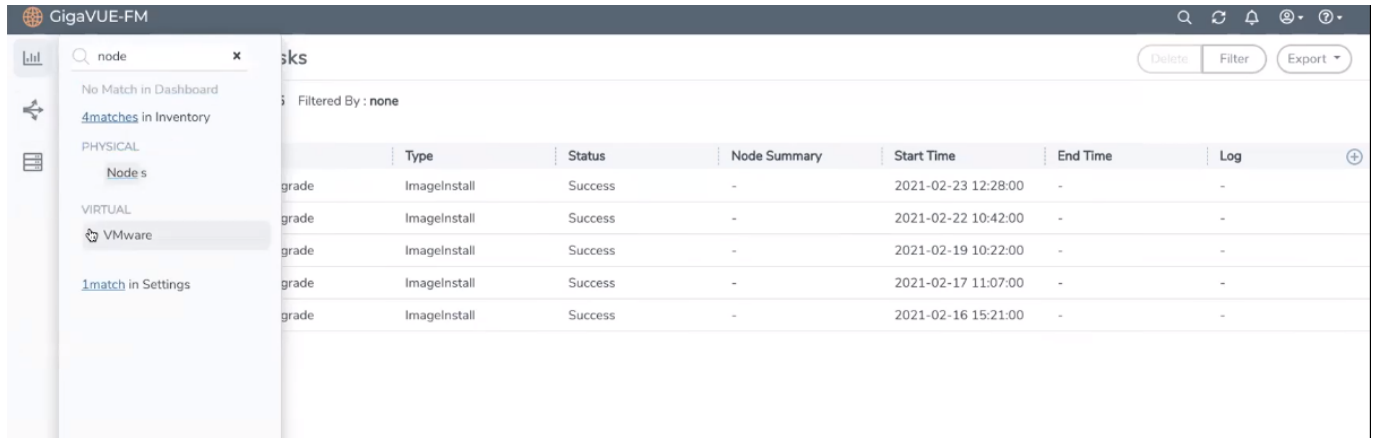 GigaVUE-FM
node ×
No Match in Dashboard
4matches in Inventory
PHYSICAL
Node s
VIRTUAL
VMware
1match in Settings
sks
Delete Filter Export
Filtered By : none
Type Status Node Summary Start Time End Time Log
grade ImageInstall Success - 2021-02-23 12:28:00 - -
grade ImageInstall Success - 2021-02-22 10:42:00 - -
grade ImageInstall Success - 2021-02-19 10:22:00 - -
grade ImageInstall Success - 2021-02-17 11:07:00 - -
grade ImageInstall Success - 2021-02-16 15:21:00 - -